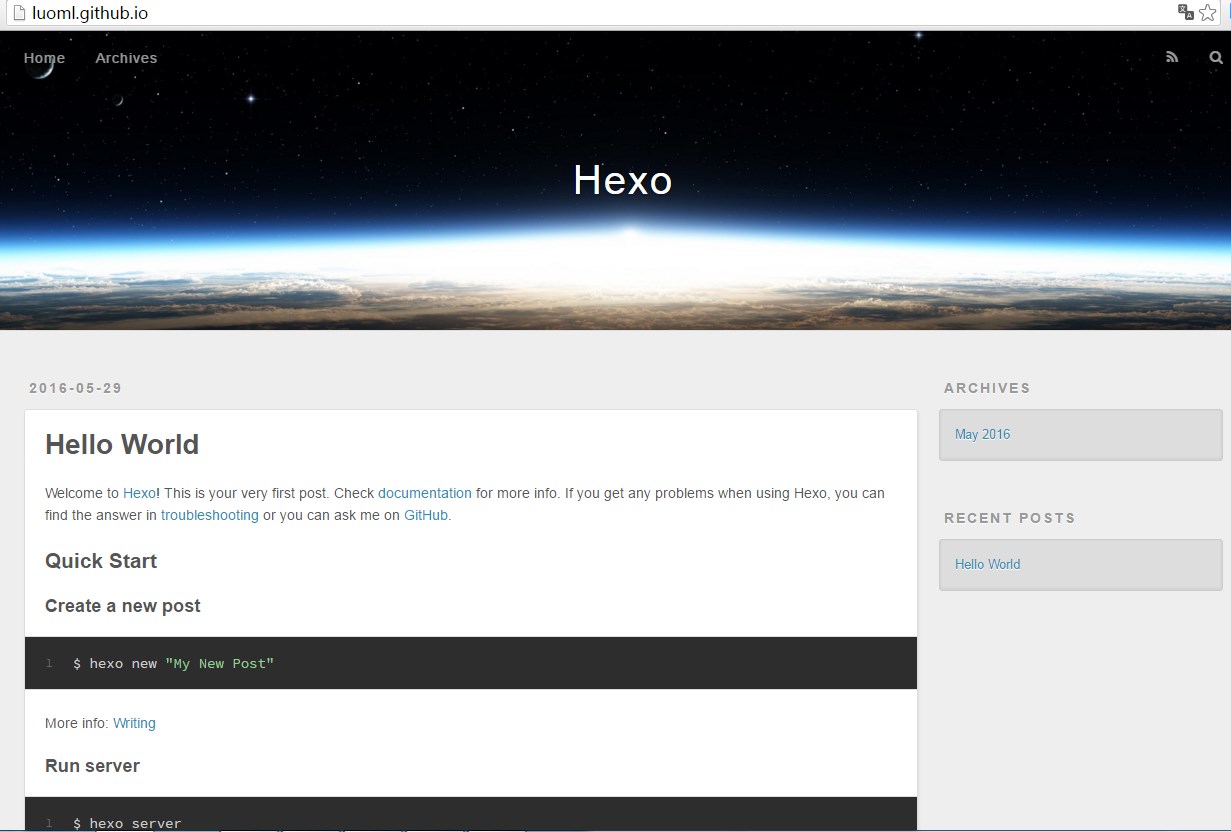 luoml.github.io
Home Archives
Hexo
2016-05-29
Hello World
Welcome to Hexo! This is your very first post. Check documentation for more info. If you get any problems when using Hexo, you can
find the answer in troubleshooting or you can ask me on GitHub.
Quick Start
Create a new post
1 $ hexo new "My New Post"
More info: Writing
Run server
1 $ hexo server
ARCHIVES
May 2016
RECENT POSTS
Hello World